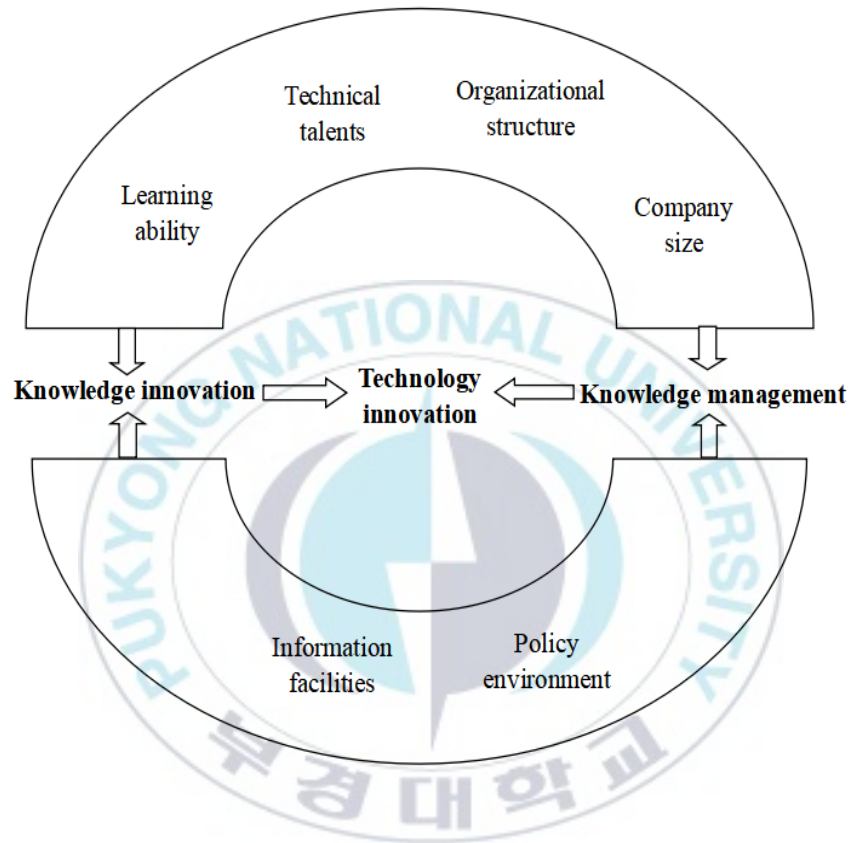 Technical
talents
Organizational
structure
Learning
ability
Company
size
Knowledge innovation
Technology
innovation
Knowledge management
Information
facilities
Policy
environment
PUKYONG NATIONAL UNIVERSITY
부경대학교